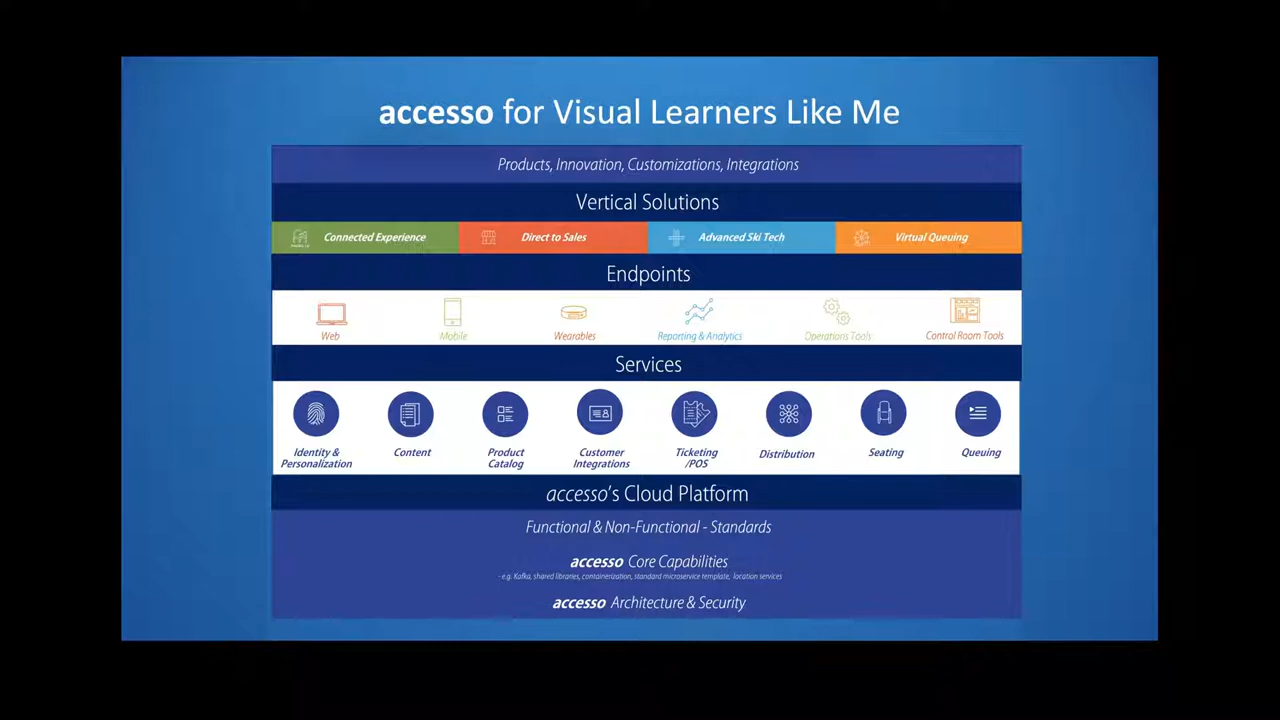 accesso for Visual Learners Like Me
Products, Innovation, Customizations, Integrations
Vertical Solutions
Connected Experience
Direct to Sales
Advanced Ski Tech
Virtual Queuing
Endpoints
Web
Mobile
Wearables
Reporting & Analytics
Operations Tools
Control Room Tools
Services
Identity &
Personalization
Content
Product
Catalog
Customer
Integrations
Ticketing
/POS
Distribution
Seating
Queuing
accesso's Cloud Platform
Functional & Non-Functional - Standards
accesso Core Capabilities
- e.g. Kafka, shared libraries, containerization, standard microservice template, location services
accesso Architecture & Security